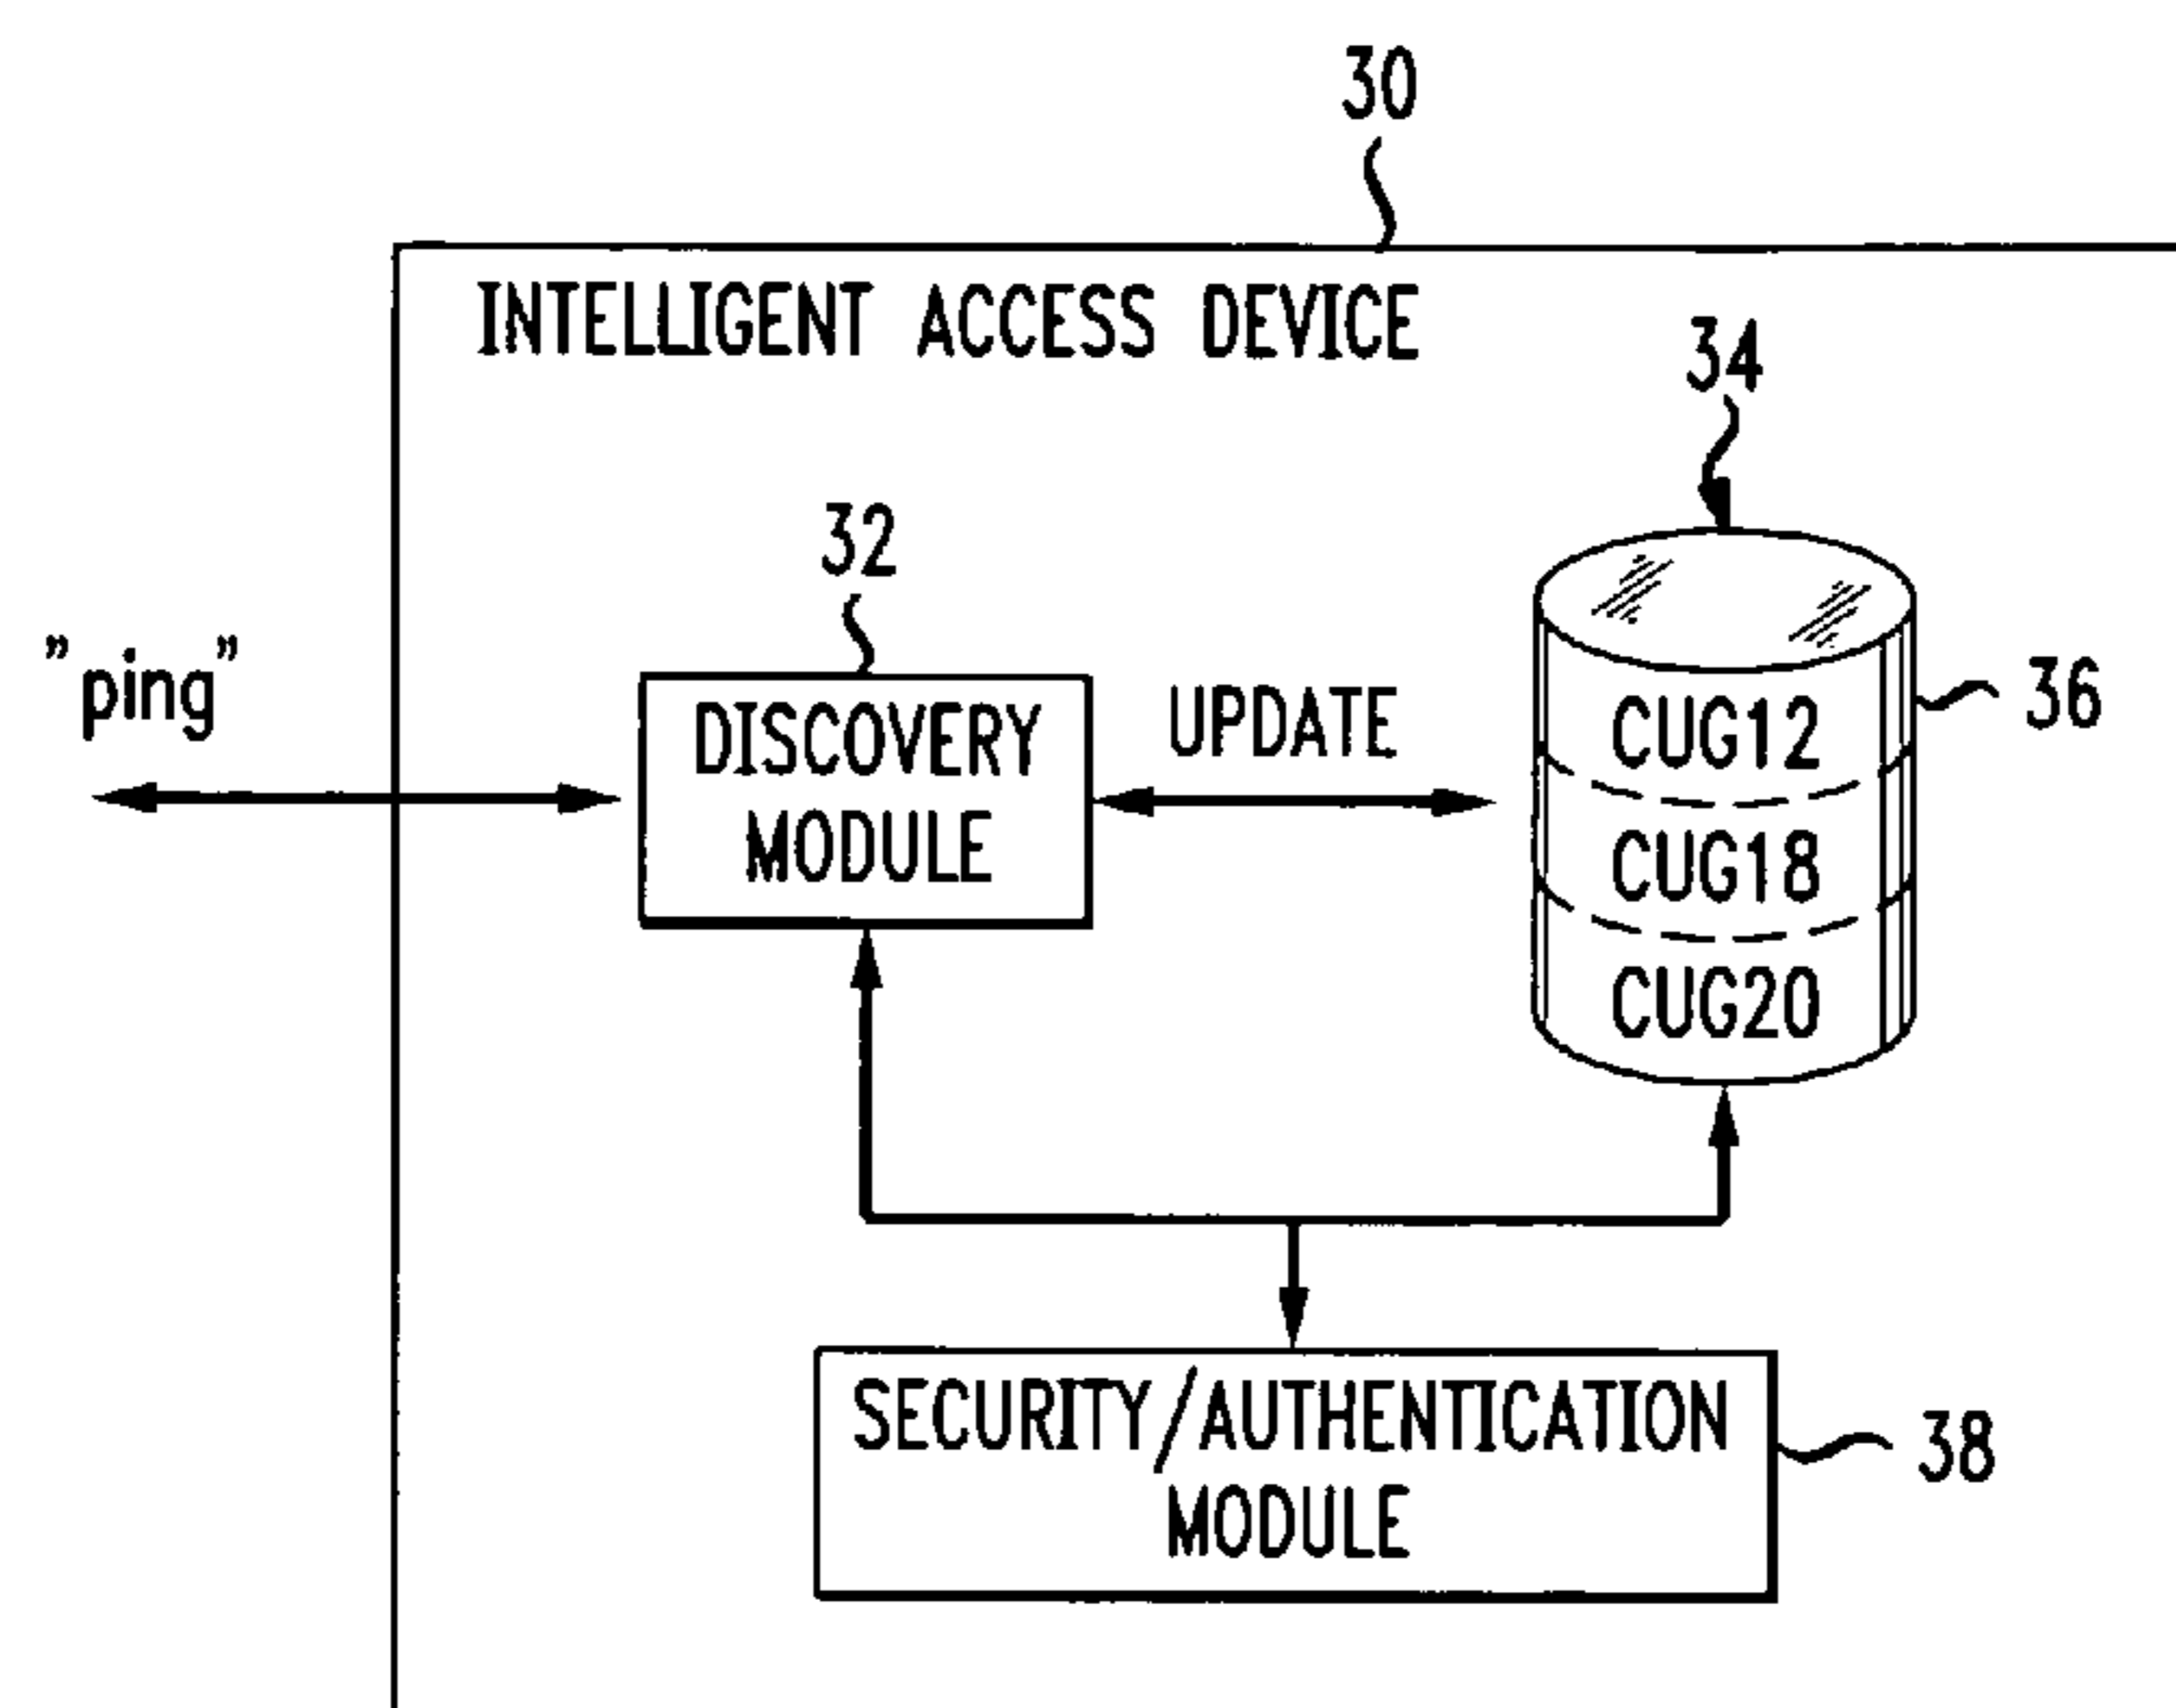 30
INTELLIGENT ACCESS DEVICE
34
32
"ping"
DISCOVERY
MODULE
UPDATE
CUG12
36
CUG18
CUG20
SECURITY/AUTHENTICATION
MODULE
38